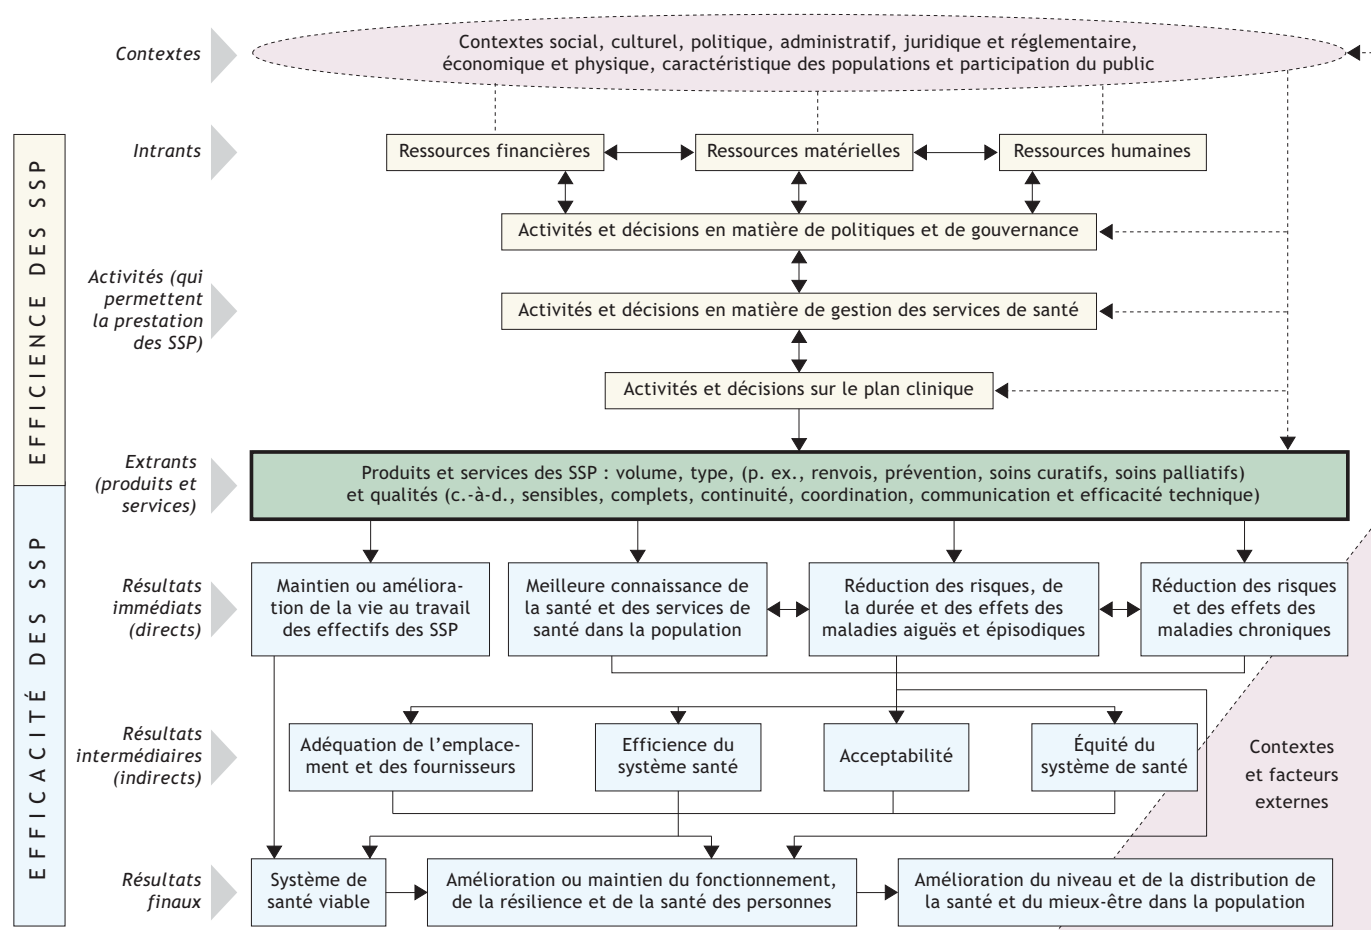 Contextes
Contextes social, culturel, politique, administratif, juridique et réglementaire,
économique et physique, caractéristique des populations et participation du public
EFFICIENCE DES SSP
Intrants
Ressources financières
Ressources matérielles
Ressources humaines
Activités et décisions en matière de politiques et de gouvernance
Activités (qui
permettent
la prestation
des SSP)
Activités et décisions en matière de gestion des services de santé
Activités et décisions sur le plan clinique
Extrants
(produits et
services)
Produits et services des SSP : volume, type, (p. ex., renvois, prévention, soins curatifs, soins palliatifs)
et qualités (c.-à-d., sensibles, complets, continuité, coordination, communication et efficacité technique)
EFFICACITÉ DES SSP
Résultats
immédiats
(directs)
Maintien ou améliora-
tion de la vie au travail
des effectifs des SSP
Meilleure connaissance de
la santé et des services de
santé dans la population
Réduction des risques, de
la durée et des effets des
maladies aiguës et épisodiques
Réduction des risques
et des effets des
maladies chroniques
Résultats
intermédiaires
(indirects)
Adéquation de l’emplace-
ment et des fournisseurs
Efficience du
système santé
Acceptabilité
Équité du
système de santé
Contextes
et facteurs
externes
Résultats
finaux
Système de
santé viable
Amélioration ou maintien du fonctionnement,
de la résilience et de la santé des personnes
Amélioration du niveau et de la distribution de
la santé et du mieux-être dans la population